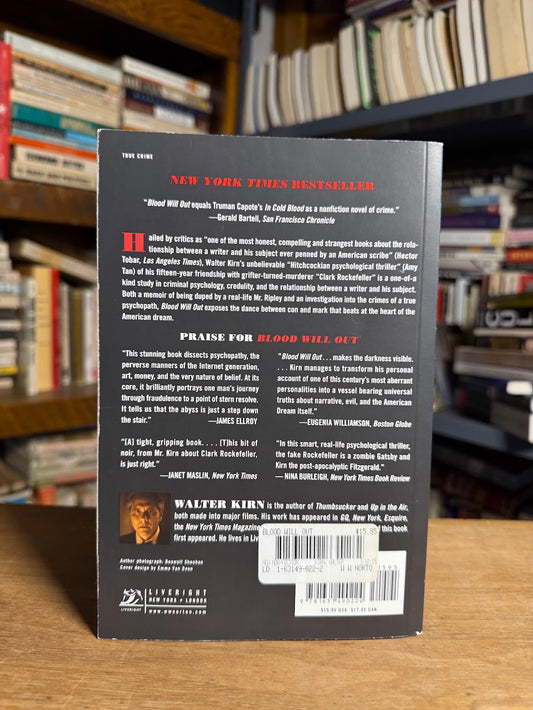 TRUE CRIME
NEW YORK TIMES BESTSELLER
"Blood Will Out equals Truman Capote's In Cold Blood as a nonfiction novel of crime."
—Gerald Bartell, San Francisco Chronicle
Hailed by critics as "one of the most honest, compelling and strangest books about the rela-
tionship between a writer and his subject ever penned by an American scribe" (Hector
Tobar, Los Angeles Times), Walter Kirn's unbelievable "Hitchcockian psychological thriller" (Amy
Tan) of his fifteen-year friendship with grifter-turned-murderer "Clark Rockefeller" is a one-of-a
kind study in criminal psychology, credulity, and the relationship between a writer and his subject.
Both a memoir of being duped by a real-life Mr. Ripley and an investigation into the crimes of a true
psychopath, Blood Will Out exposes the dance between con and mark that beats at the heart of the
American dream.
PRAISE FOR BLOOD WILL OUT
"This stunning book dissects psychopathy, the
perverse manners of the Internet generation,
art, money, and the very nature of belief. At its
core, it brilliantly portrays one man's journey
through fraudulence to a point of stern resolve.
It tells us that the abyss is just a step down
the stair." —JAMES ELLROY
"[A] tight, gripping book. . . . [T]his bit of
noir, from Mr. Kirn about Clark Rockefeller,
is just right."
—JANET MASLIN, New York Times
"Blood Will Out . . . makes the darkness visible.
. . . Kirn manages to transform his personal
account of one of this century's most aberrant
personalities into a vessel bearing universal
truths about narrative, evil, and the American
Dream itself."
—EUGENIA WILLIAMSON, Boston Globe
"In this smart, real-life psychological thriller,
the fake Rockefeller is a zombie Gatsby and
Kirn the post-apocalyptic Fitzgerald."
—NINA BURLEIGH, New York Times Book Review
WALTER KIRN is the author of Thumbsucker and Up in the Air,
both made into major films. His work has appeared in GQ, New York, Esquire,
the New York Times Magazine d this book
first appeared. He lives in Liv
BLOOD WILL OUT $15.95
LD 1-63149-022-2 W W NORTO
9 781631 490224
$15.95 USA $17.95 CAN.
Author photograph: Beowulf Sheehan
LIVERIGHT
NEW YORK • LONDON
LIVERIGHT
www.wwnorton.com